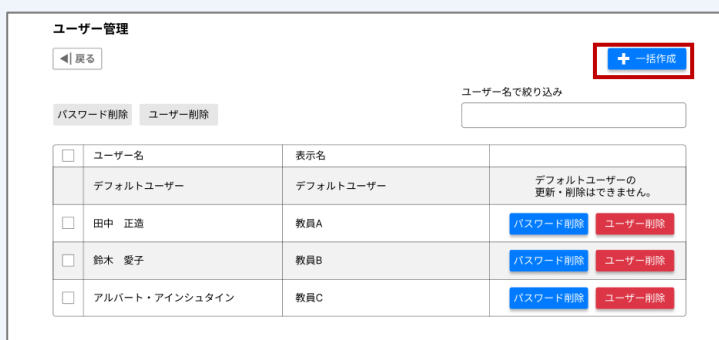 ユーザー管理
戻る
一括作成
ユーザー名で絞り込み
パスワード削除 ユーザー削除
ユーザー名 表示名
デフォルトユーザー デフォルトユーザー デフォルトユーザーの
更新・削除はできません。
田中　正造 教員A パスワード削除 ユーザー削除
鈴木　愛子 教員B パスワード削除 ユーザー削除
アルバート・アインシュタイン 教員C パスワード削除 ユーザー削除